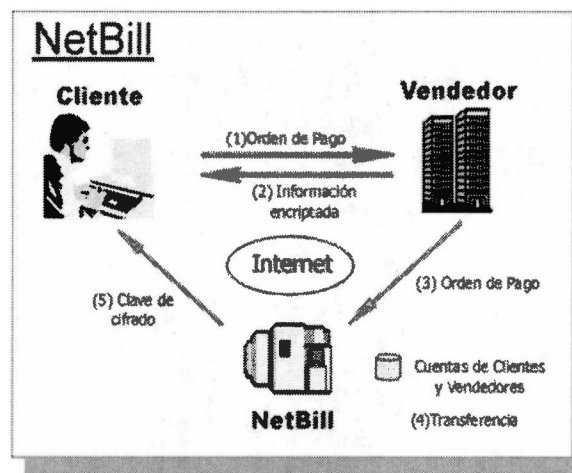 NetBill
Cliente
Vendedor
(1)Orden de Pago
(2) Información
encriptada
Internet
(5) Clave de
cifrado
(3) Orden de Pago
NetBill
Cuentas de Clientes
y Vendedores
(4)Transferencia